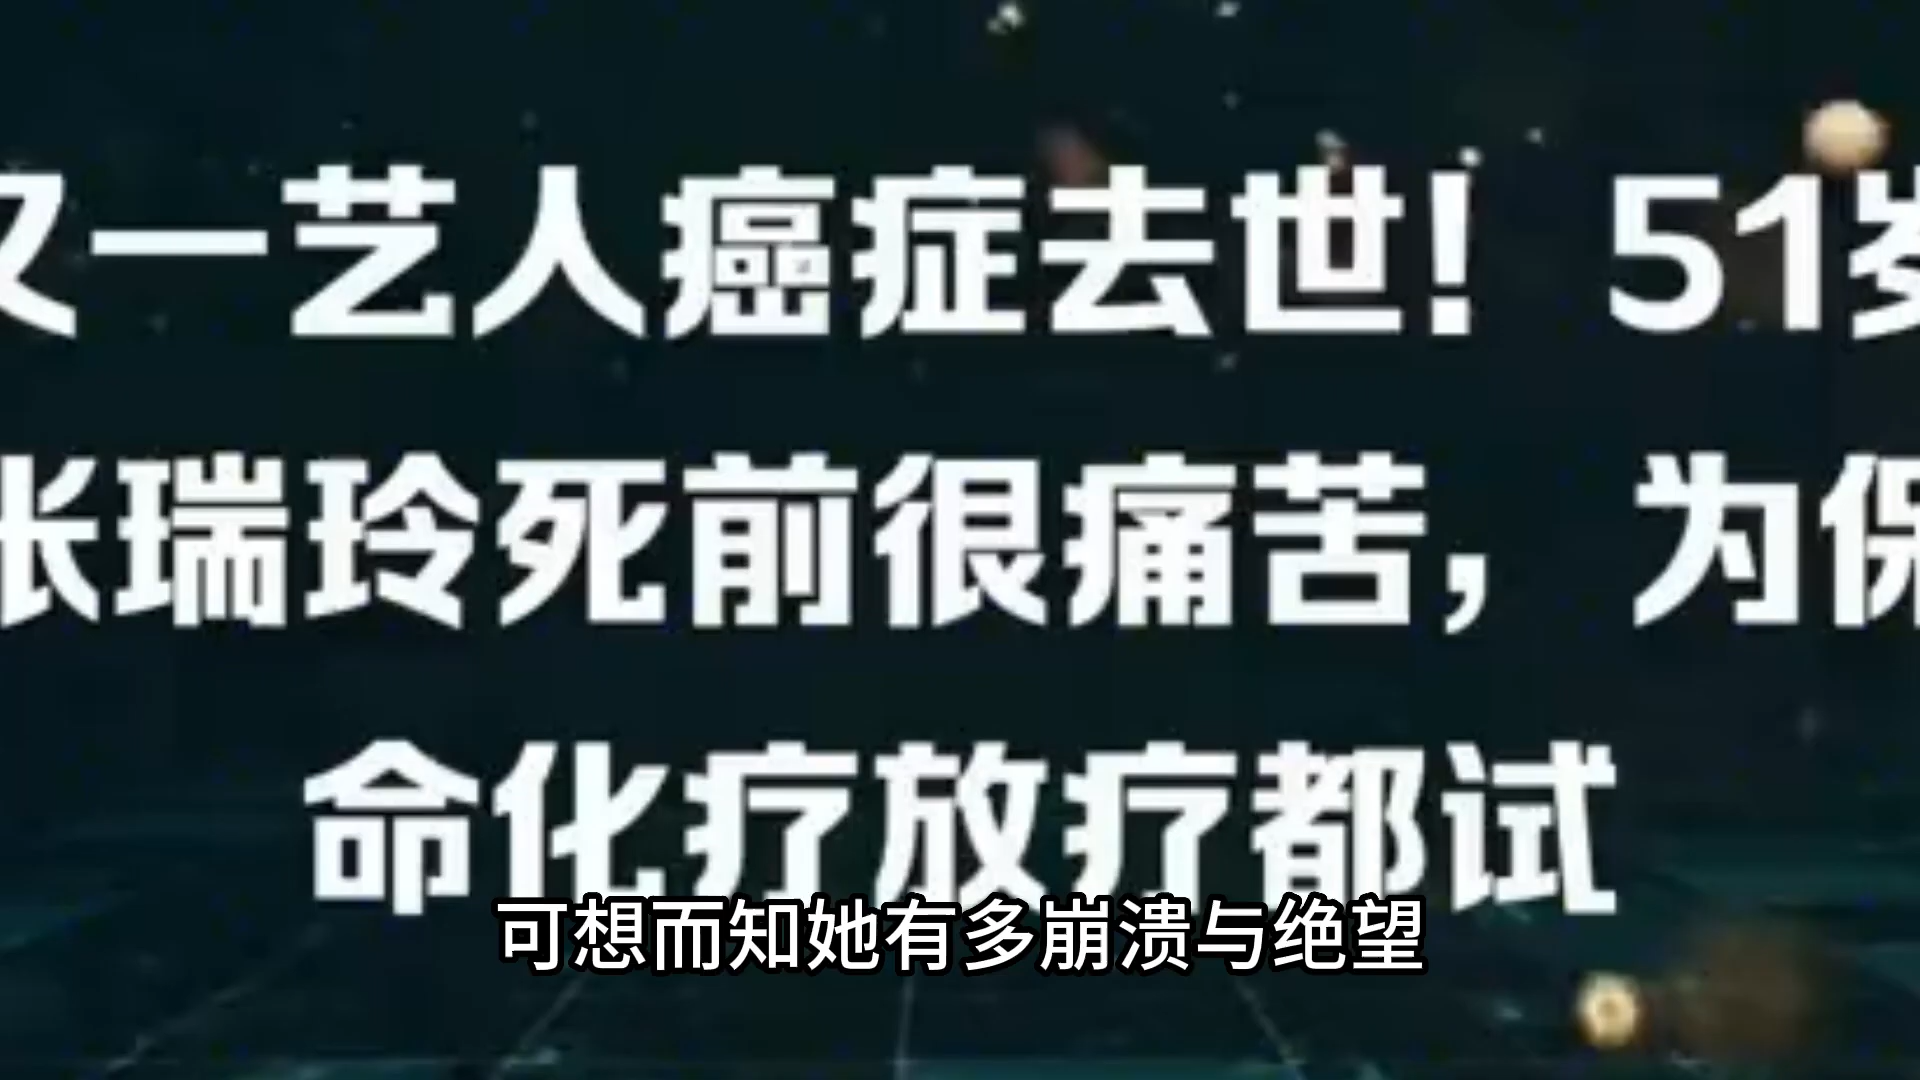 又一艺人癌症去世！51岁
张瑞玲死前很痛苦，为保
命化疗放疗都试
可想而知她有多崩溃与绝望